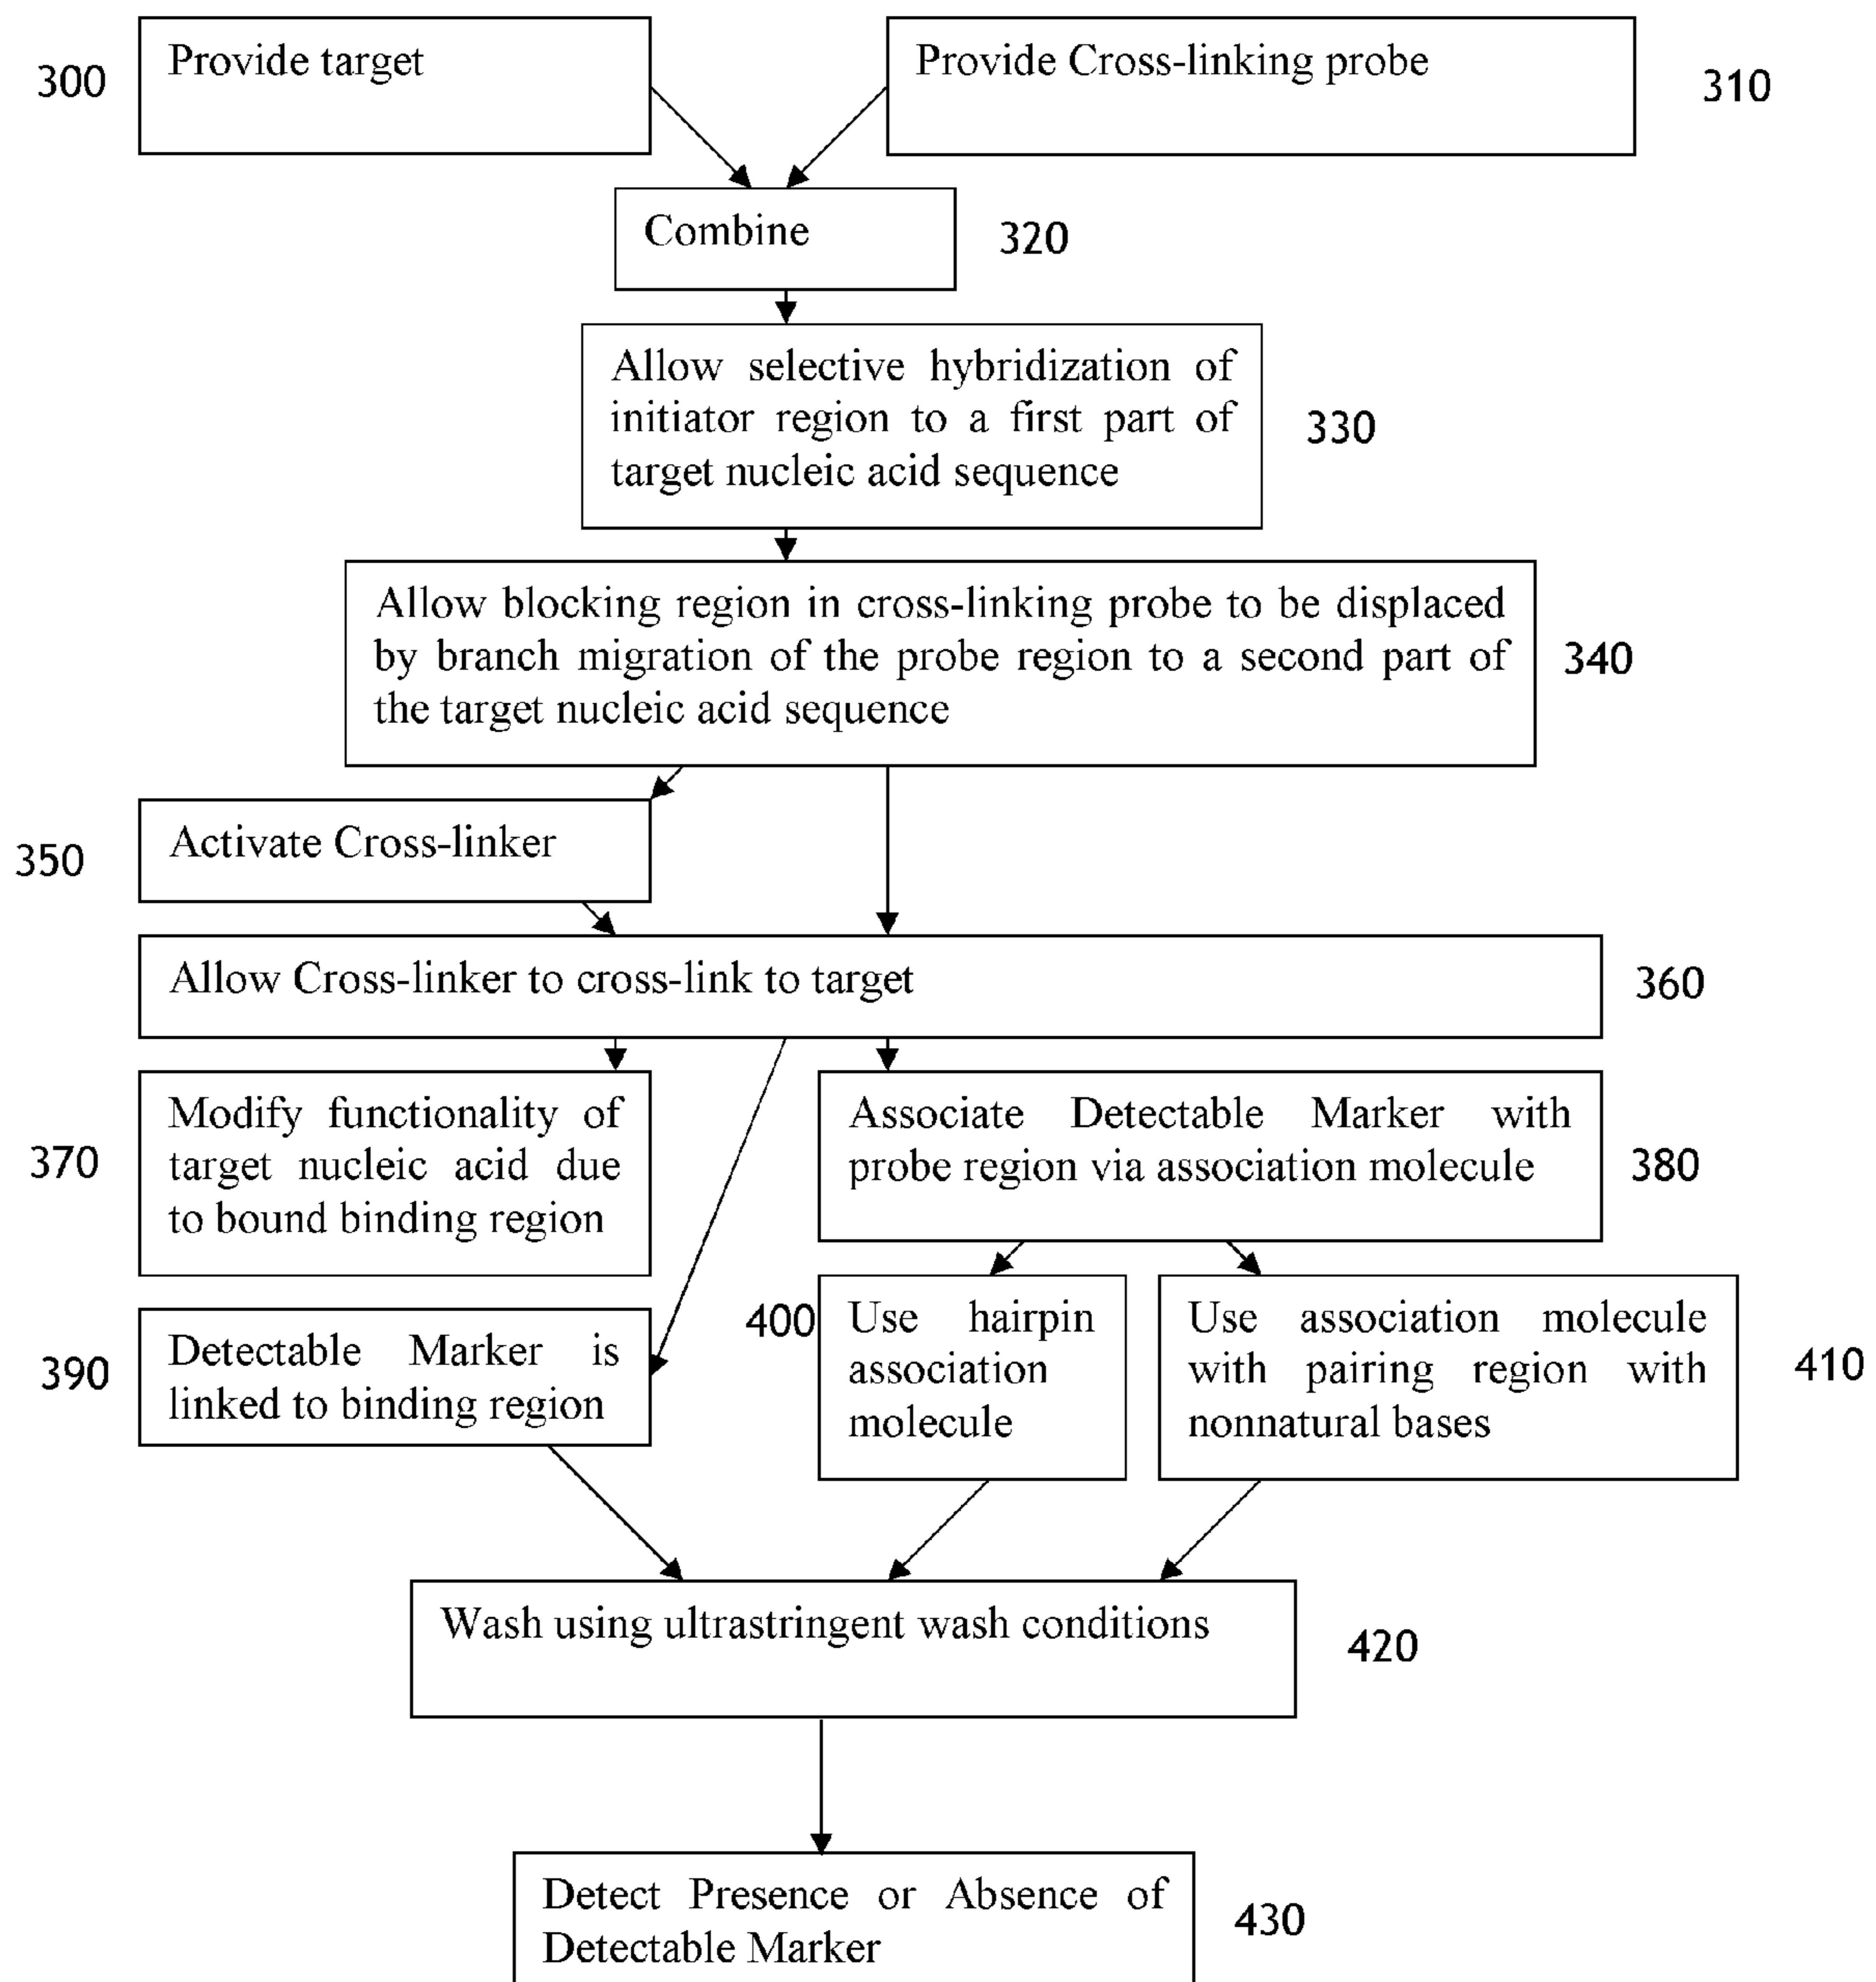 300
Provide target
Provide Cross-linking probe
310
Combine
320
Allow selective hybridization of
initiator region to a first part of
target nucleic acid sequence
330
Allow blocking region in cross-linking probe to be displaced
by branch migration of the probe region to a second part of
the target nucleic acid sequence
340
350
Activate Cross-linker
Allow Cross-linker to cross-link to target
360
370
Modify functionality of
target nucleic acid due
to bound binding region
Associate Detectable Marker with
probe region via association molecule
380
390
Detectable Marker is
linked to binding region
400
Use hairpin
association
molecule
Use association molecule
with pairing region with
nonnatural bases
410
Wash using ultrastringent wash conditions
420
Detect Presence or Absence of
Detectable Marker
430